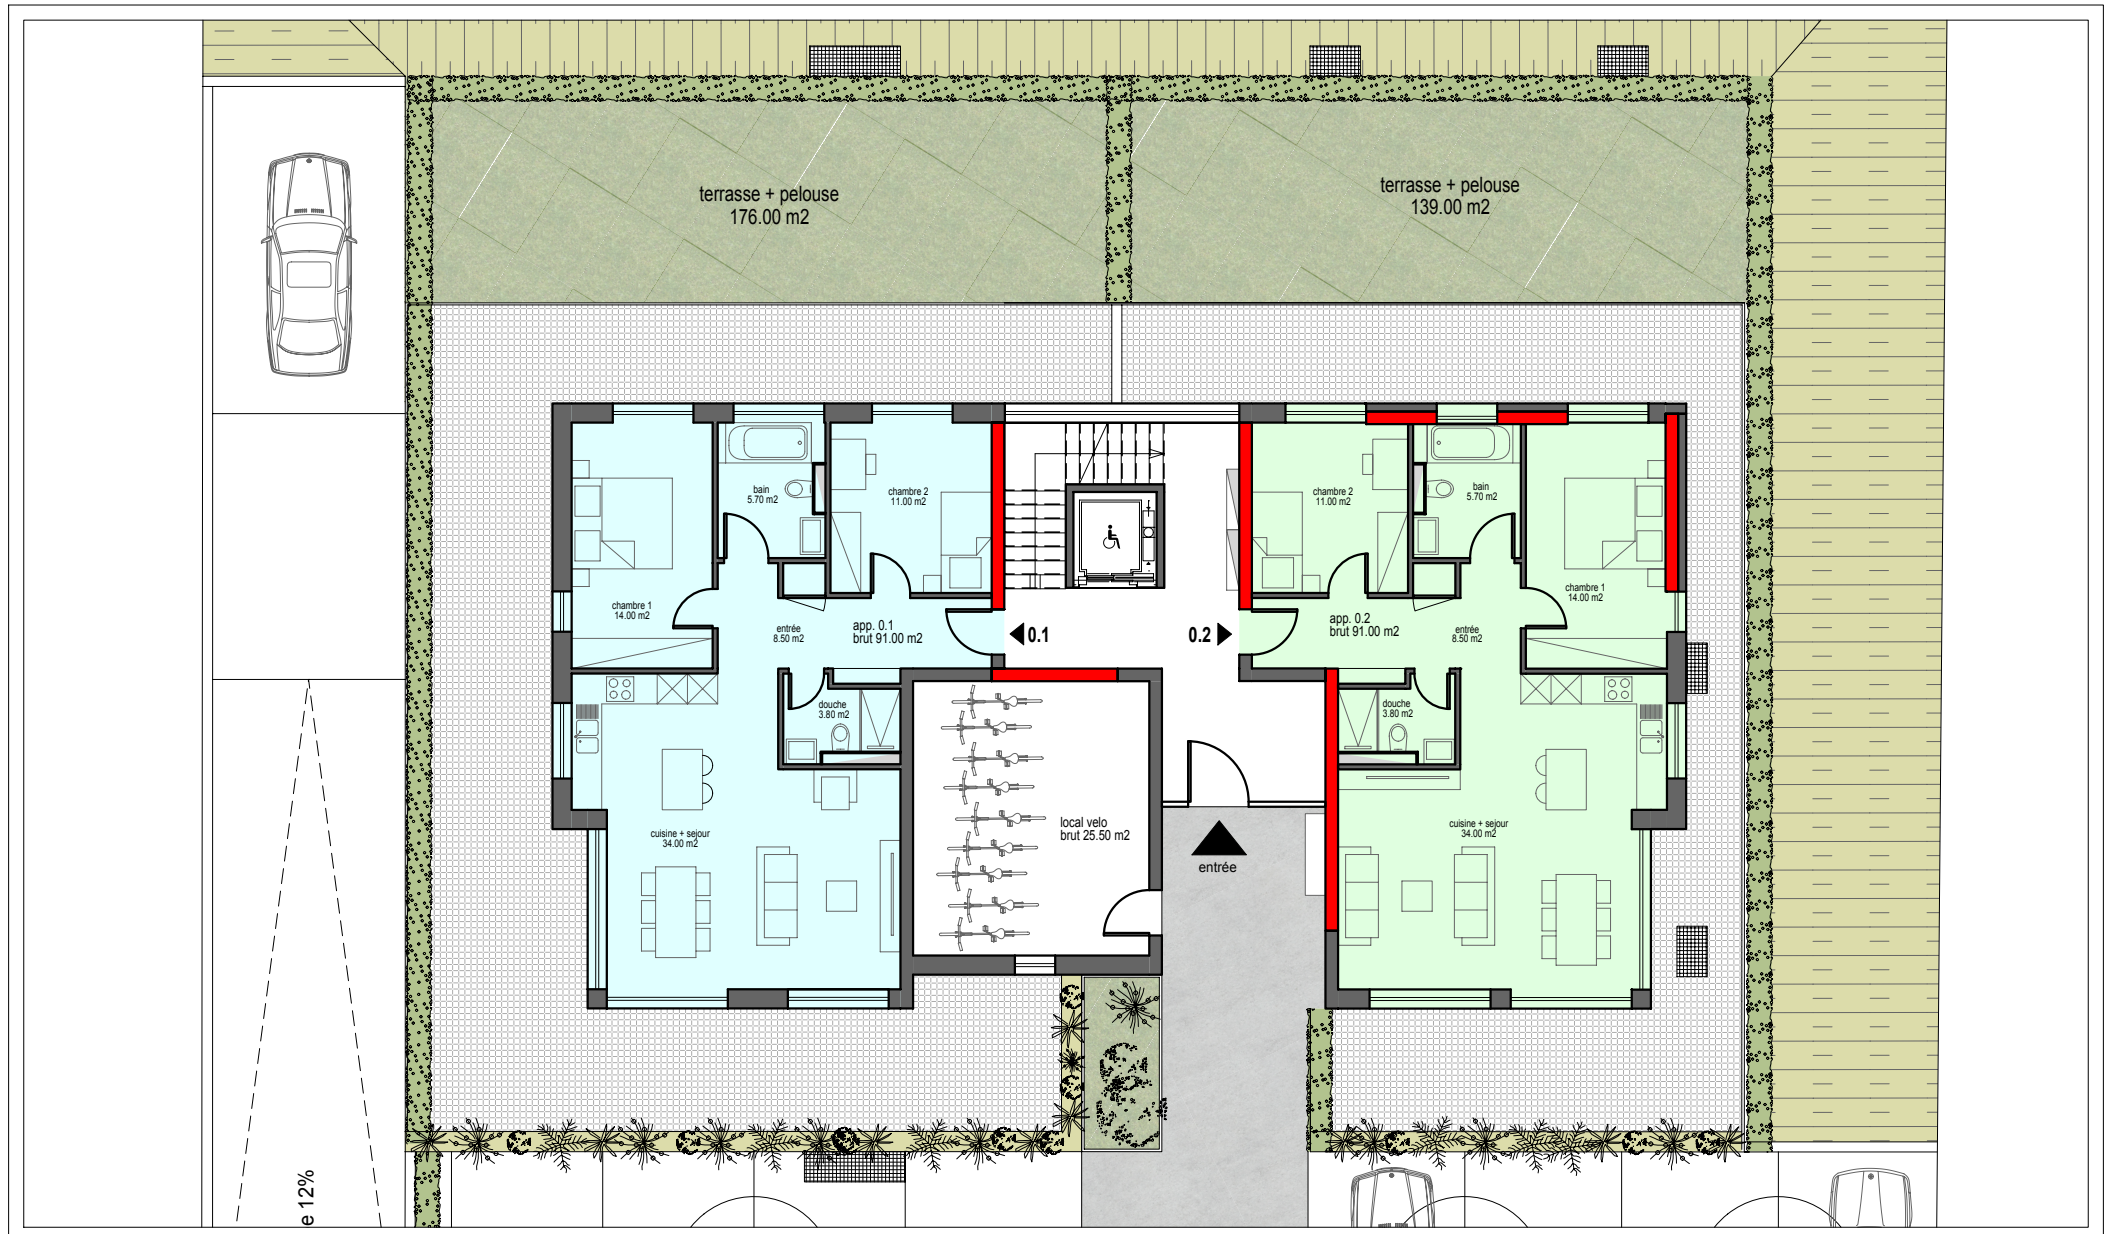 terrasse + pelouse
176.00 m2
terrasse + pelouse
139.00 m2
bain
5.70 m2
chambre 2
11.00 m2
chambre 2
11.00 m2
bain
5.70 m2
chambre 1
14.00 m2
entrée
8.50 m2
app. 0.1
brut 91.00 m2
0.1
0.2
app. 0.2
brut 91.00 m2
entrée
8.50 m2
chambre 1
14.00 m2
douche
3.80 m2
douche
3.80 m2
cuisine + sejour
34.00 m2
local velo
brut 25.50 m2
entrée
cuisine + sejour
34.00 m2
e 12%